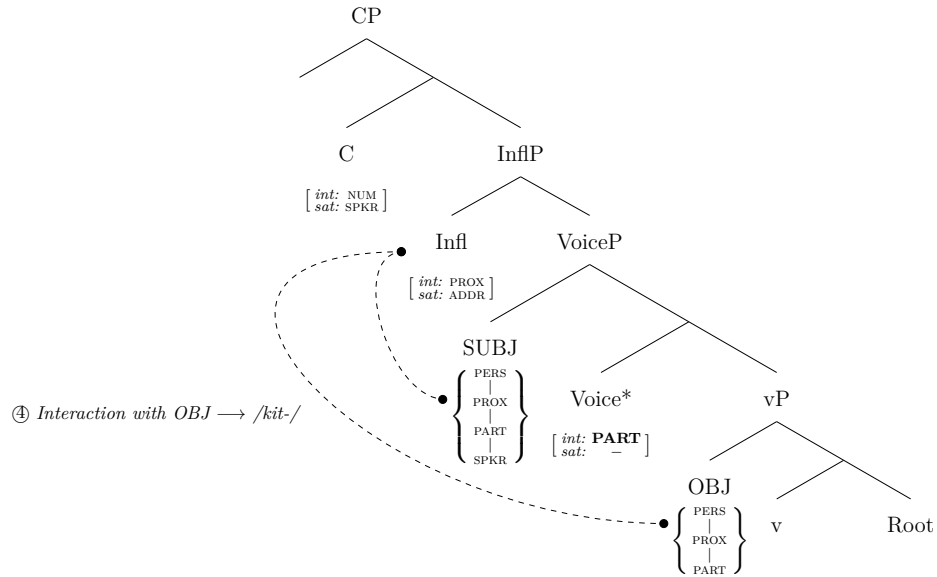 CP
C
InflP
[ int: NUM
sat: SPKR ]
Infl
VoiceP
[ int: PROX
sat: ADDR ]
SUBJ
PERS
PROX
PART
SPKR
Voice*
vP
④ Interaction with OBJ ⟶ /kit-/
[ int: PART
sat: – ]
OBJ
v
Root
PERS
PROX
PART